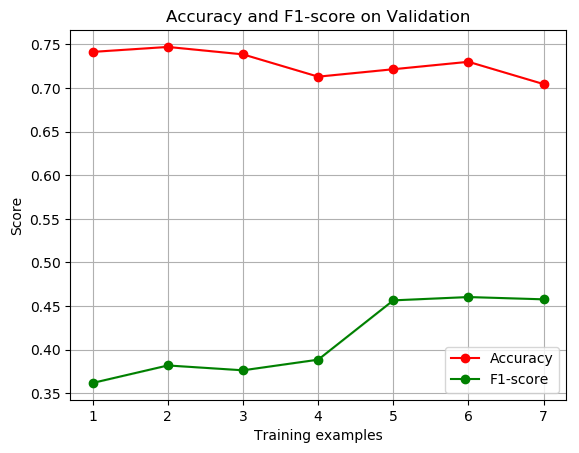 Accuracy and F1-score on Validation
Score
0.75
0.70
0.65
0.60
0.55
0.50
0.45
0.40
0.35
Accuracy
F1-score
1 2 3 4 5 6 7
Training examples